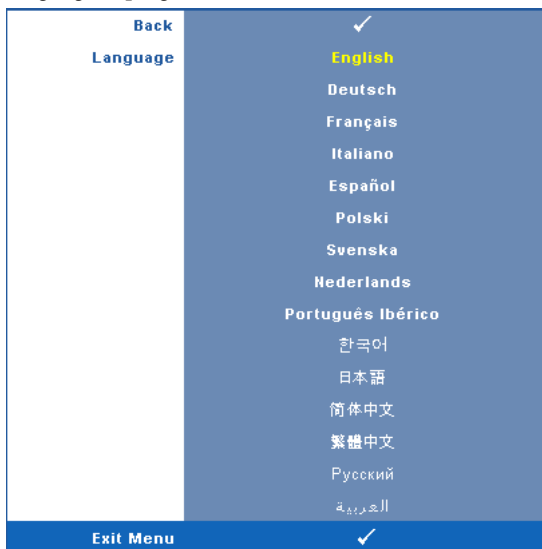 Back ✓
Language English
Deutsch
Français
Italiano
Español
Polski
Svenska
Nederlands
Português Ibérico
한국어
日本語
简体中文
繁體中文
Русский
العربية
Exit Menu ✓